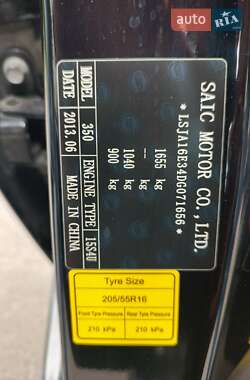 AUTO RIA
SAIC MOTOR CO.,LTD.
*LSJA16E34DG071656*
1655 kg
-- kg
1040 kg
900 kg
MODEL 350 ENGINE TYPE 15S4U
DATE 2013.06 MADE IN CHINA
Tyre Size
205/55R16
Front Tyre Pressure Rear Tyre Pressure
210 kPa 210 kPa